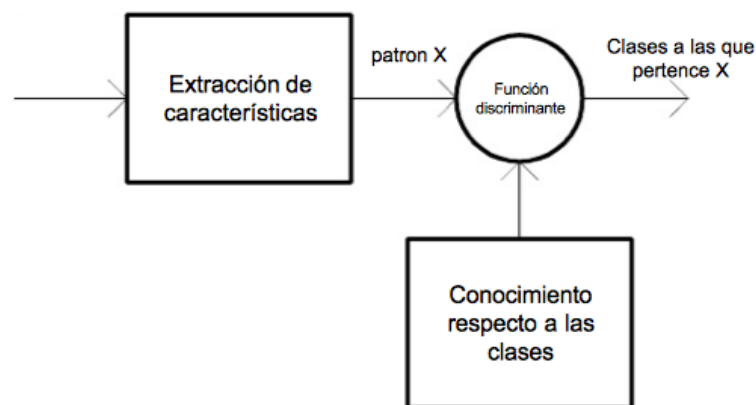 Extracción de
características
patron X
Función
discriminante
Clases a las que
pertence X
Conocimiento
respecto a las
clases